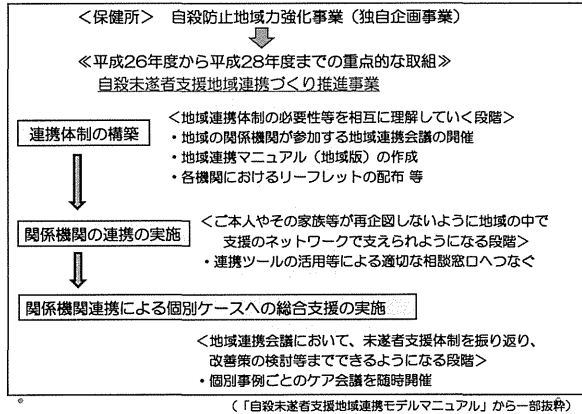 ＜保健所＞　自殺防止地域力強化事業（独自企画事業）
≪平成26年度から平成28年度までの重点的な取組≫
自殺未遂者支援地域連携づくり推進事業
＜地域連携体制の必要性等を相互に理解していく段階＞
連携体制の構築
・地域の関係機関が参加する地域連携会議の開催
・地域連携マニュアル（地域版）の作成
・各機関におけるリーフレットの配布 等
＜ご本人やその家族等が再企図しないように地域の中で
関係機関の連携の実施
支援のネットワークで支えられようになる段階＞
・連携ツールの活用等による適切な相談窓口へつなぐ
関係機関連携による個別ケースへの総合支援の実施
＜地域連携会議において、未遂者支援体制を振り返り、
改善策の検討等までできるようになる段階＞
・個別事例ごとのケア会議を随時開催
（「自殺未遂者支援地域連携モデルマニュアル」から一部抜粋）